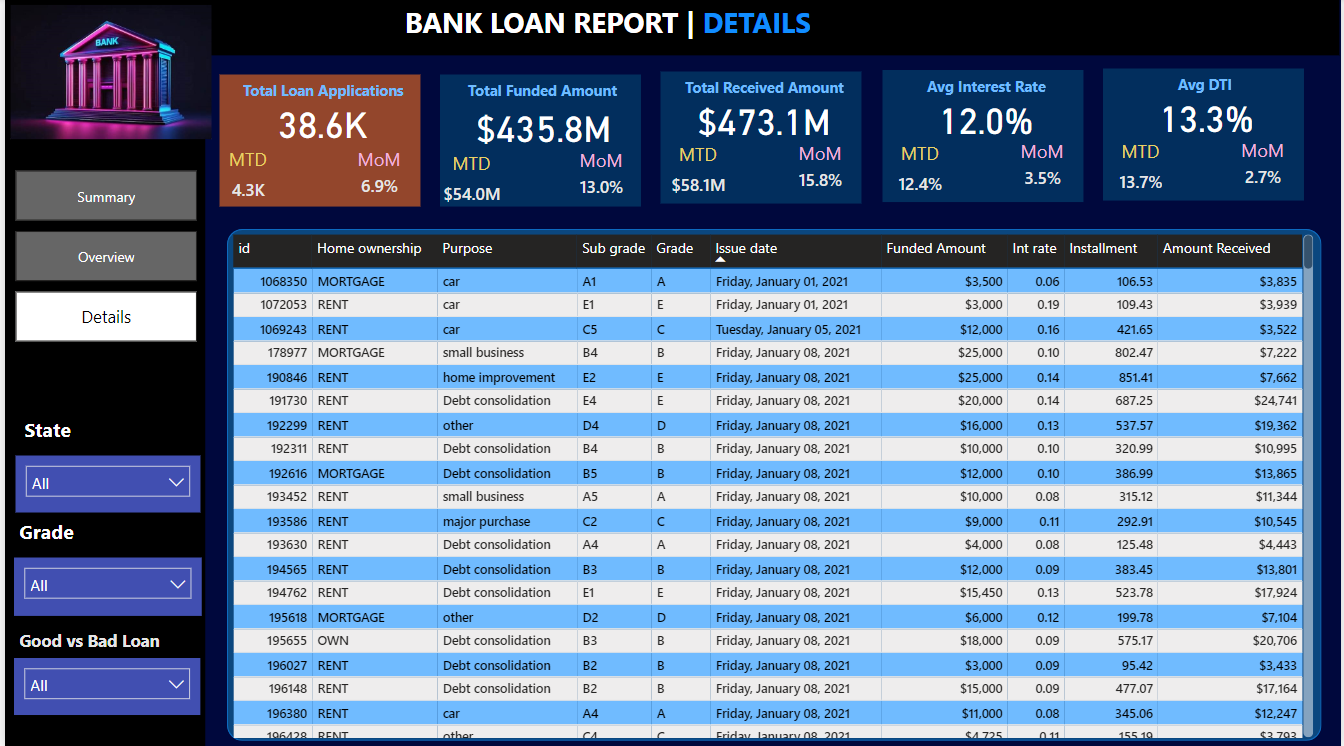 BANK LOAN REPORT | DETAILS
BANK
Summary
Overview
Details
State
All
Grade
All
Good vs Bad Loan
All
Total Loan Applications
38.6K
MTD MoM
4.3K 6.9%
Total Funded Amount
$435.8M
MTD MoM
$54.0M 13.0%
Total Received Amount
$473.1M
MTD MoM
$58.1M 15.8%
Avg Interest Rate
12.0%
MTD MoM
12.4% 3.5%
Avg DTI
13.3%
MTD MoM
13.7% 2.7%
id Home ownership Purpose Sub grade Grade Issue date Funded Amount Int rate Installment Amount Received
1068350 MORTGAGE car A1 A Friday, January 01, 2021 $3,500 0.06 106.53 $3,835
1072053 RENT car E1 E Friday, January 01, 2021 $3,000 0.19 109.43 $3,939
1069243 RENT car C5 C Tuesday, January 05, 2021 $12,000 0.16 421.65 $3,522
178977 MORTGAGE small business B4 B Friday, January 08, 2021 $25,000 0.10 802.47 $7,222
190846 RENT home improvement E2 E Friday, January 08, 2021 $25,000 0.14 851.41 $7,662
191730 RENT Debt consolidation E4 E Friday, January 08, 2021 $20,000 0.14 687.25 $24,741
192299 RENT other D4 D Friday, January 08, 2021 $16,000 0.13 537.57 $19,362
192311 RENT Debt consolidation B4 B Friday, January 08, 2021 $10,000 0.10 320.99 $10,995
192616 MORTGAGE Debt consolidation B5 B Friday, January 08, 2021 $12,000 0.10 386.99 $13,865
193452 RENT small business A5 A Friday, January 08, 2021 $10,000 0.08 315.12 $11,344
193586 RENT major purchase C2 C Friday, January 08, 2021 $9,000 0.11 292.91 $10,545
193630 RENT Debt consolidation A4 A Friday, January 08, 2021 $4,000 0.08 125.48 $4,443
194565 RENT Debt consolidation B3 B Friday, January 08, 2021 $12,000 0.09 383.45 $13,801
194762 RENT Debt consolidation E1 E Friday, January 08, 2021 $15,450 0.13 523.78 $17,924
195618 MORTGAGE other D2 D Friday, January 08, 2021 $6,000 0.12 199.78 $7,104
195655 OWN Debt consolidation B3 B Friday, January 08, 2021 $18,000 0.09 575.17 $20,706
196027 RENT Debt consolidation B2 B Friday, January 08, 2021 $3,000 0.09 95.42 $3,433
196148 RENT Debt consolidation B2 B Friday, January 08, 2021 $15,000 0.09 477.07 $17,164
196380 RENT car A4 A Friday, January 08, 2021 $11,000 0.08 345.06 $12,247
196428 RENT other C4 C Friday, January 08, 2021 $4,725 0.11 155.19 $3,793